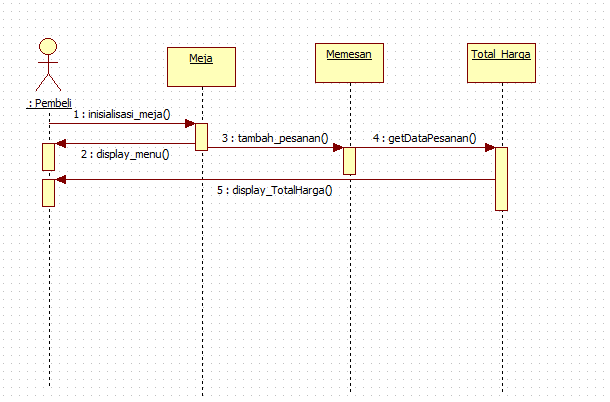 Meja
Memesan
Total_Harga
: Pembeli
1 : inisialisasi_meja()
2 : display_menu()
3 : tambah_pesanan()
4 : getDataPesanan()
5 : display_TotalHarga()